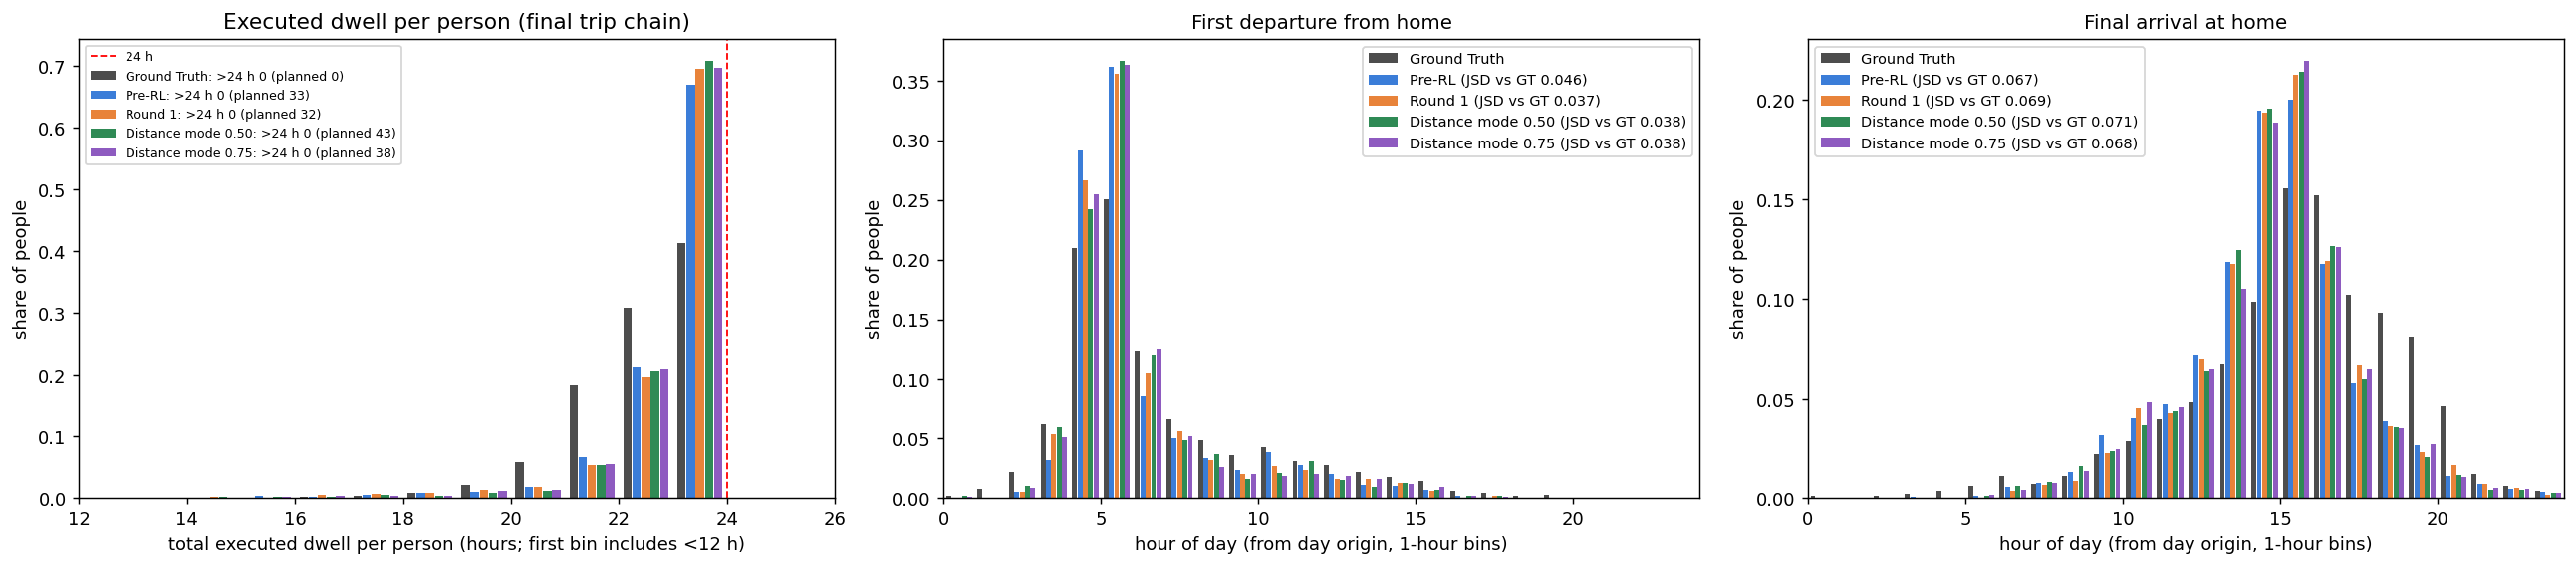 Executed dwell per person (final trip chain)
24 h
Ground Truth: >24 h 0 (planned 0)
Pre-RL: >24 h 0 (planned 33)
Round 1: >24 h 0 (planned 32)
Distance mode 0.50: >24 h 0 (planned 43)
Distance mode 0.75: >24 h 0 (planned 38)
share of people
0.7
0.6
0.5
0.4
0.3
0.2
0.1
0.0
12 14 16 18 20 22 24 26
total executed dwell per person (hours; first bin includes <12 h)
First departure from home
Ground Truth
Pre-RL (JSD vs GT 0.046)
Round 1 (JSD vs GT 0.037)
Distance mode 0.50 (JSD vs GT 0.038)
Distance mode 0.75 (JSD vs GT 0.038)
share of people
0.35
0.30
0.25
0.20
0.15
0.10
0.05
0.00
0 5 10 15 20
hour of day (from day origin, 1-hour bins)
Final arrival at home
Ground Truth
Pre-RL (JSD vs GT 0.067)
Round 1 (JSD vs GT 0.069)
Distance mode 0.50 (JSD vs GT 0.071)
Distance mode 0.75 (JSD vs GT 0.068)
share of people
0.20
0.15
0.10
0.05
0.00
0 5 10 15 20
hour of day (from day origin, 1-hour bins)